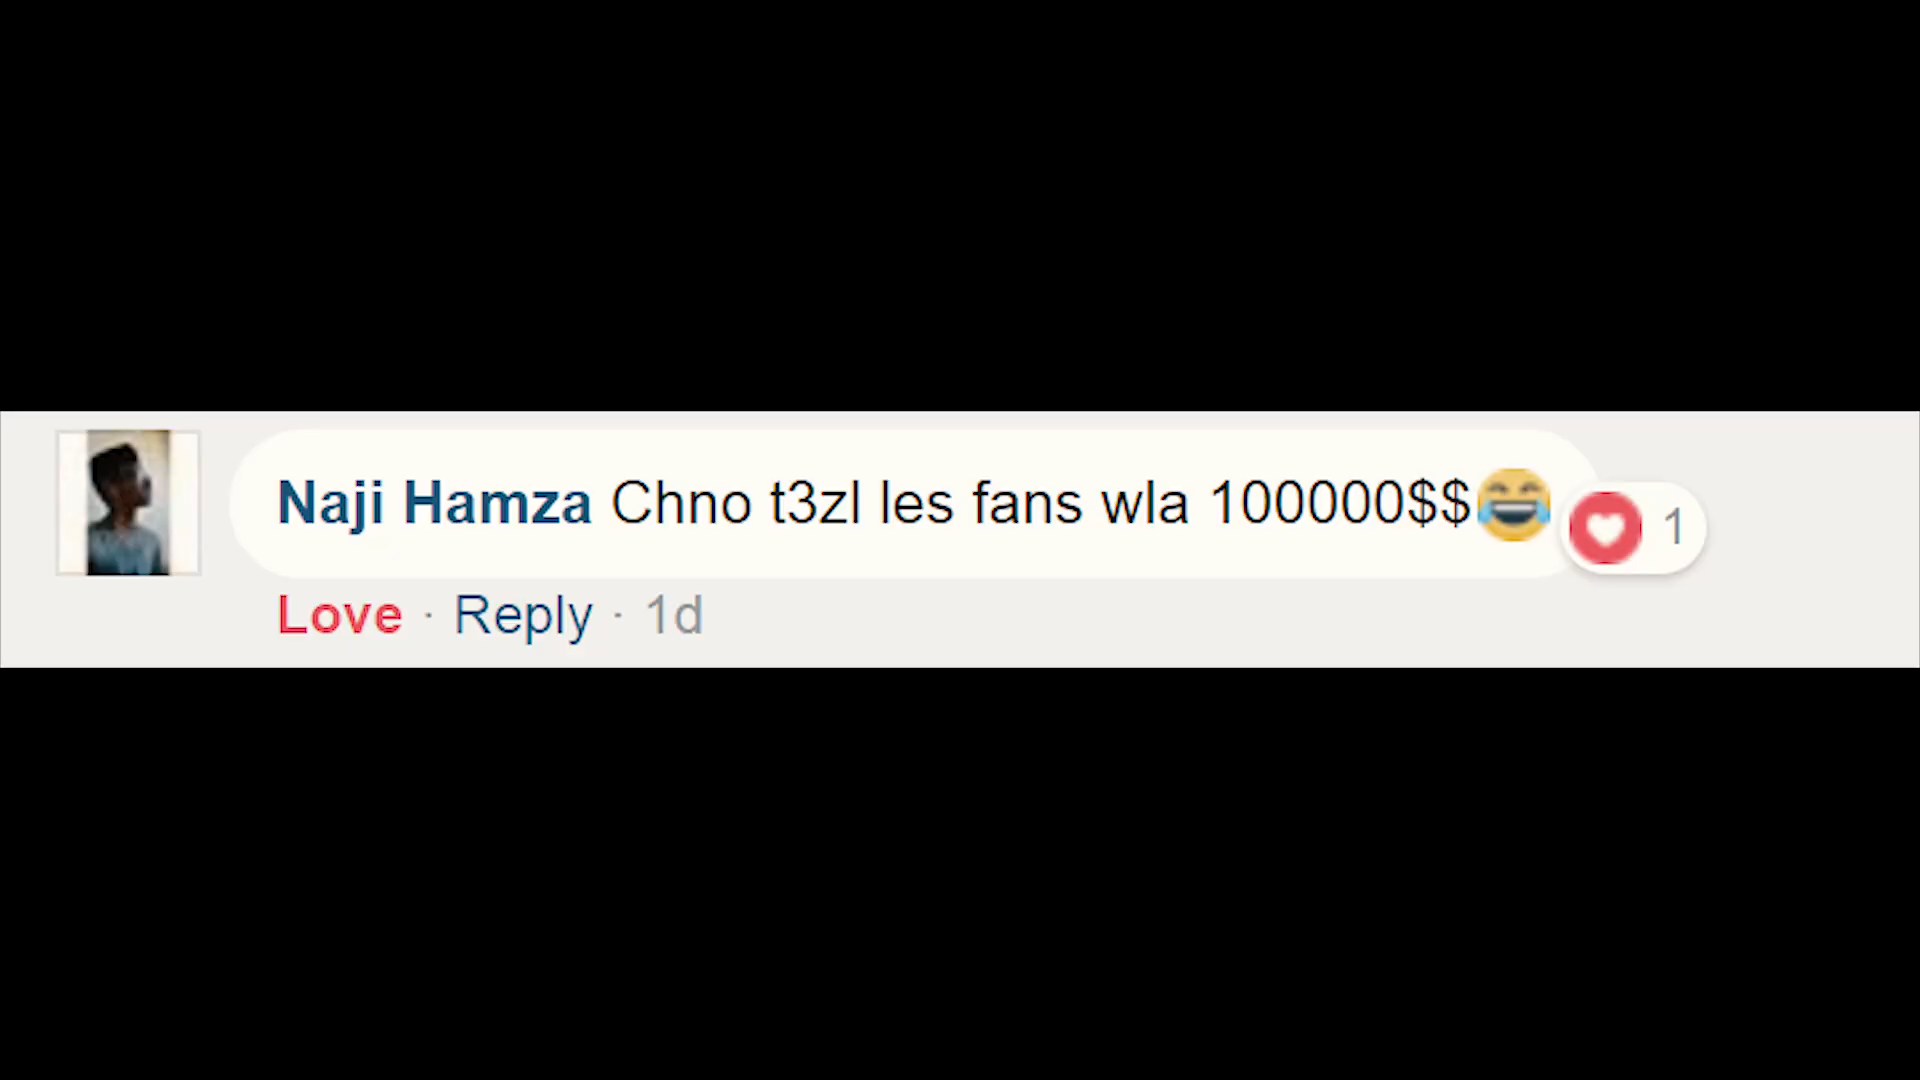 Naji Hamza Chno t3zl les fans wla 100000$$😂
1
Love · Reply · 1d